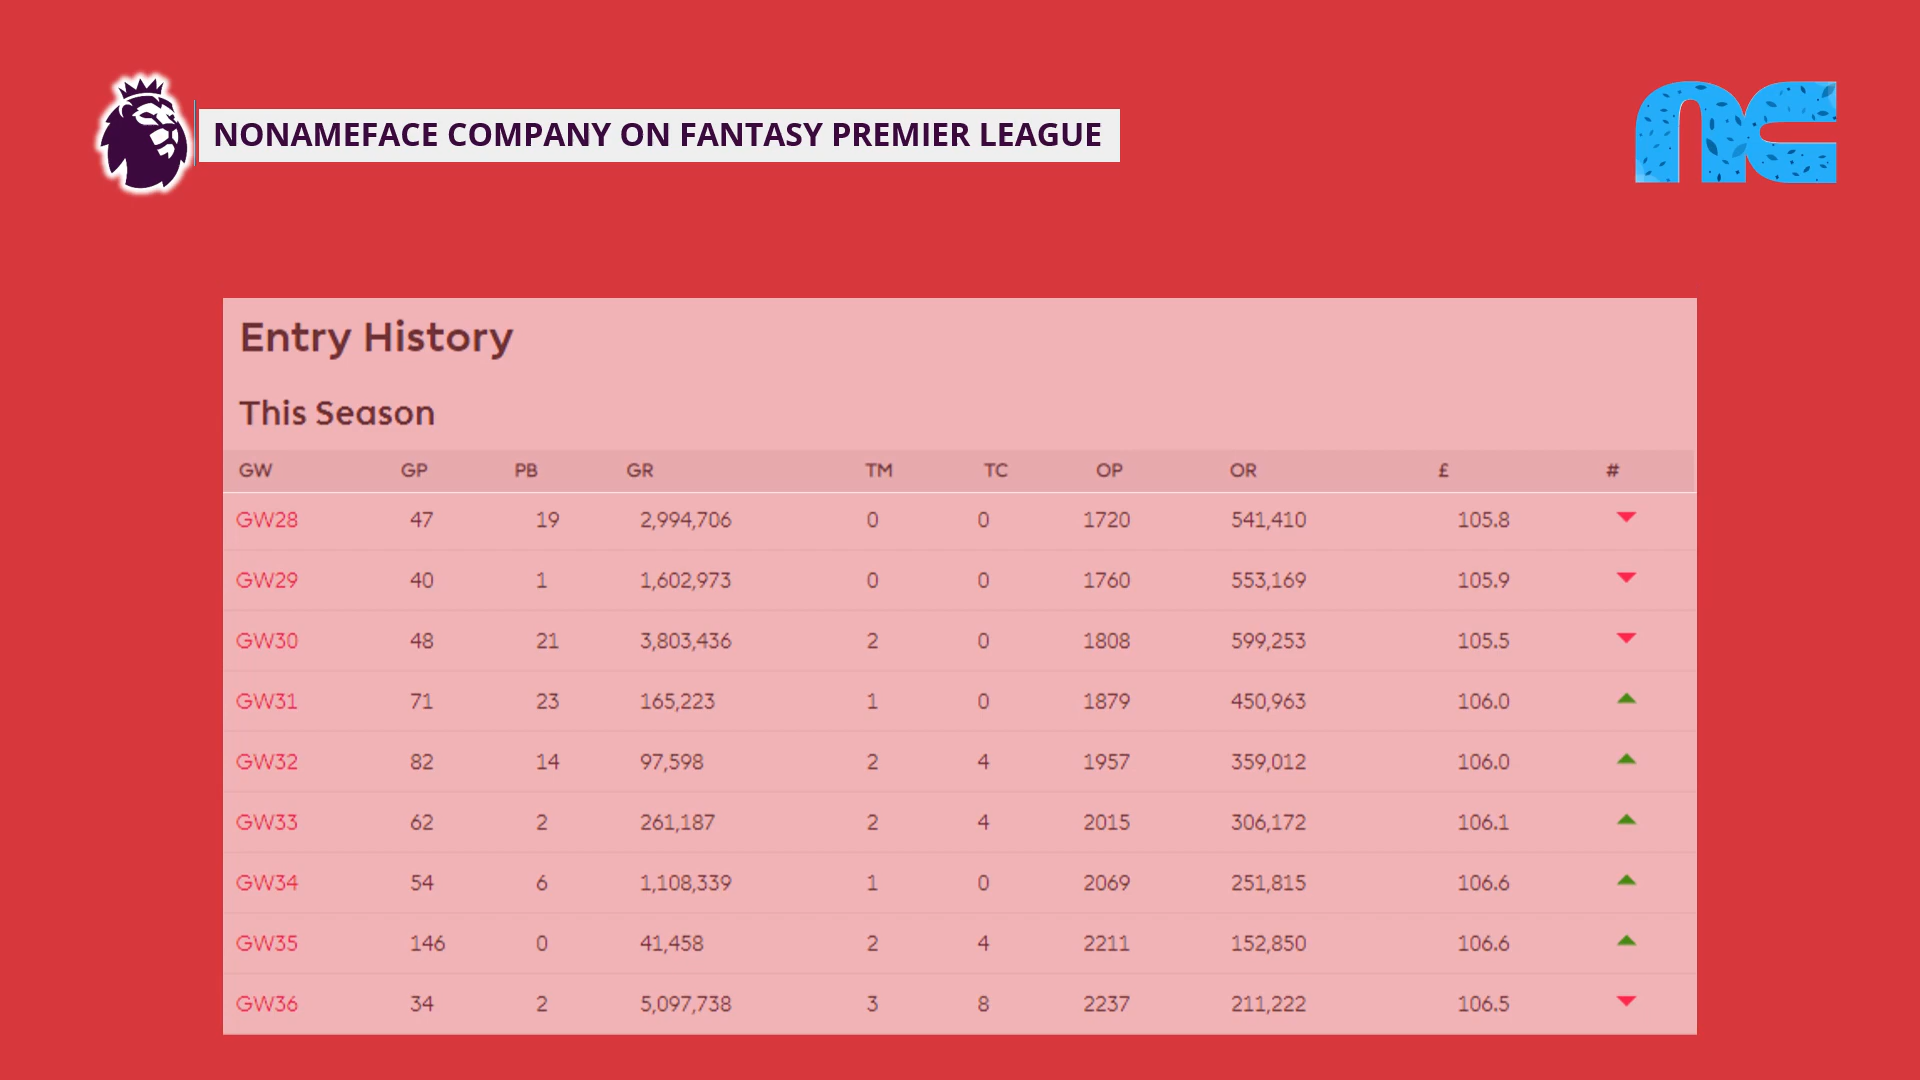 NONAMEFACE COMPANY ON FANTASY PREMIER LEAGUE
nc
Entry History
This Season
GW GP PB GR TM TC OP OR £ #
GW28 47 19 2,994,706 0 0 1720 541,410 105.8
GW29 40 1 1,602,973 0 0 1760 553,169 105.9
GW30 48 21 3,803,436 2 0 1808 599,253 105.5
GW31 71 23 165,223 1 0 1879 450,963 106.0
GW32 82 14 97,598 2 4 1957 359,012 106.0
GW33 62 2 261,187 2 4 2015 306,172 106.1
GW34 54 6 1,108,339 1 0 2069 251,815 106.6
GW35 146 0 41,458 2 4 2211 152,850 106.6
GW36 34 2 5,097,738 3 8 2237 211,222 106.5